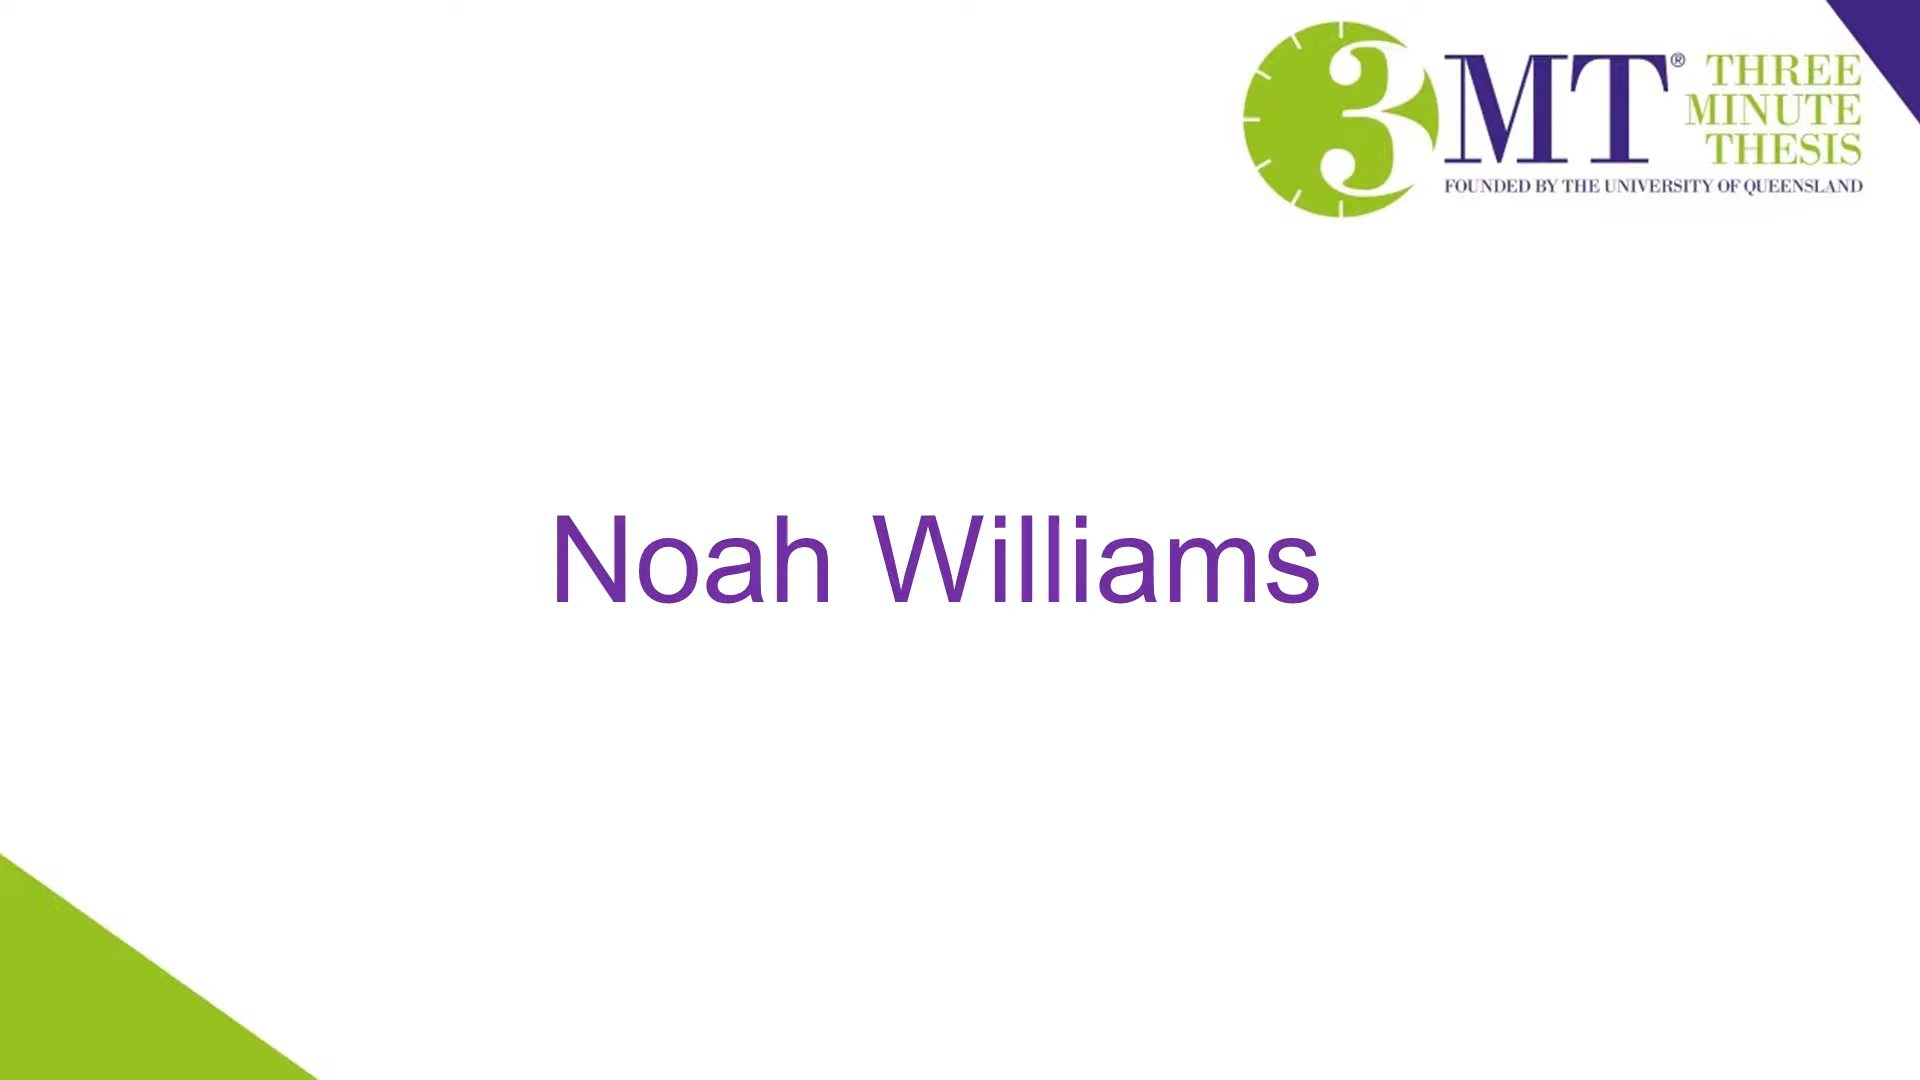 3MT® THREE
MINUTE
THESIS
FOUNDED BY THE UNIVERSITY OF QUEENSLAND
Noah Williams